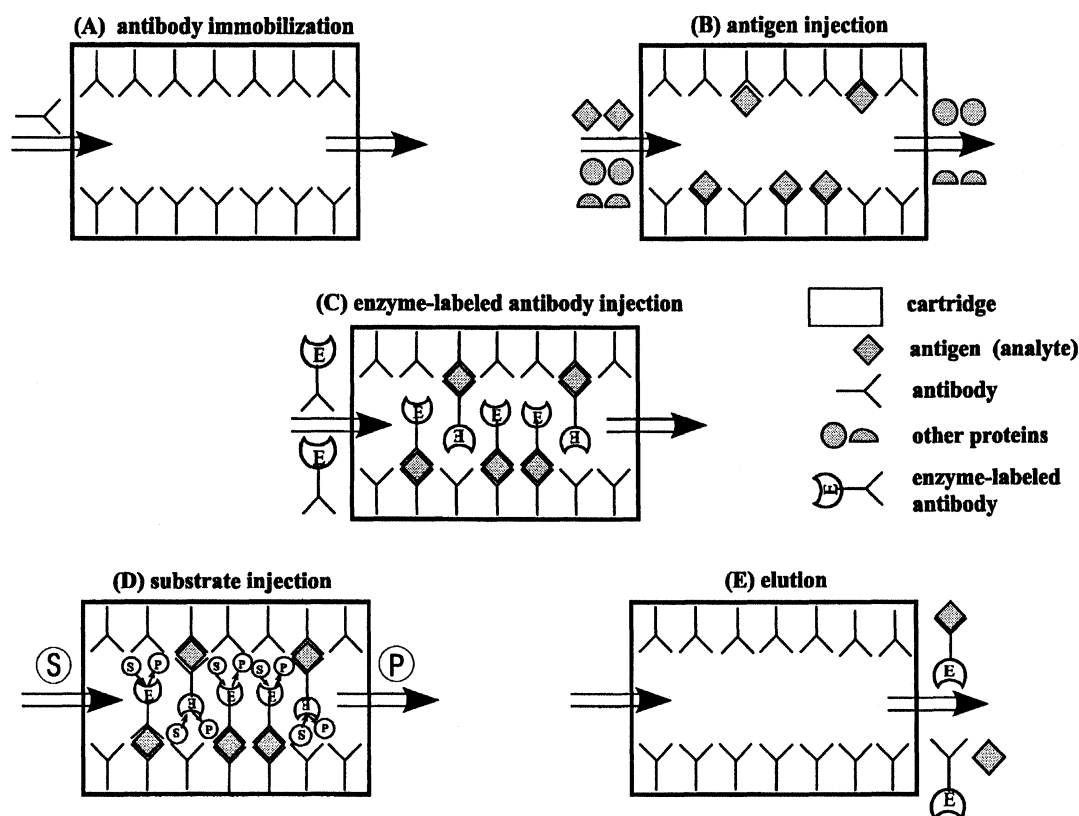 (A) antibody immobilization
(B) antigen injection
(C) enzyme-labeled antibody injection
E
E
E
E
E
E
E
cartridge
antigen (analyte)
antibody
other proteins
E
enzyme-labeled
antibody
(D) substrate injection
S
P
S
P
S
P
S
P
E
E
E
E
E
S
P
S
P
(E) elution
E
E